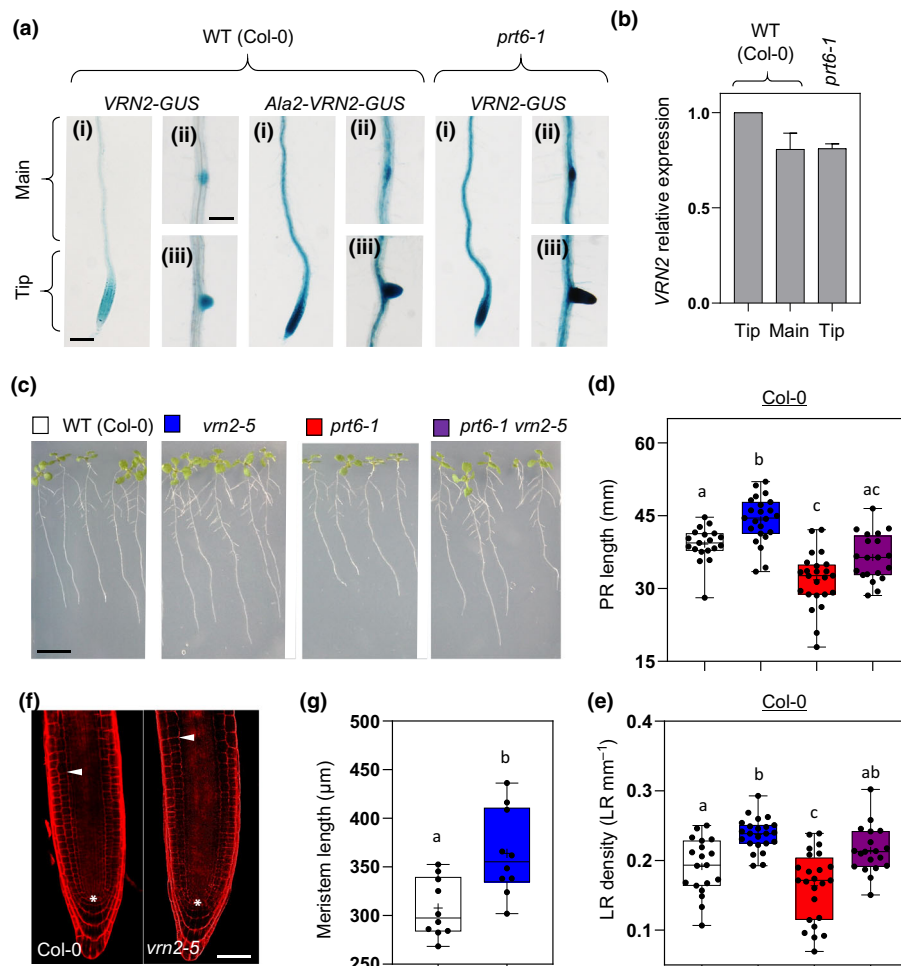 (a)
WT (Col-0)
prt6-1
VRN2-GUS
Ala2-VRN2-GUS
VRN2-GUS
(i)
(ii)
(i)
(ii)
(i)
(ii)
Main
(iii)
(iii)
(iii)
Tip
(b)
WT
(Col-0)
prt6-1
VRN2 relative expression
1.0
0.5
0.0
Tip
Main
Tip
(c)
WT (Col-0)
vrn2-5
prt6-1
prt6-1 vrn2-5
(d)
Col-0
PR length (mm)
60
45
30
15
a
b
c
ac
(f)
Col-0
*
vrn2-5
*
(g)
Meristem length (µm)
500
450
400
350
300
250
a
b
(e)
Col-0
LR density (LR mm⁻¹)
0.4
0.3
0.2
0.1
a
b
c
ab